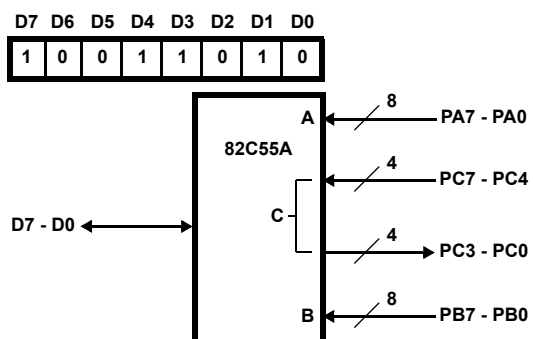 D7 D6 D5 D4 D3 D2 D1 D0
1 0 0 1 1 0 1 0
8
A PA7 - PA0
82C55A
4
PC7 - PC4
C
D7 - D0
4
PC3 - PC0
8
B PB7 - PB0